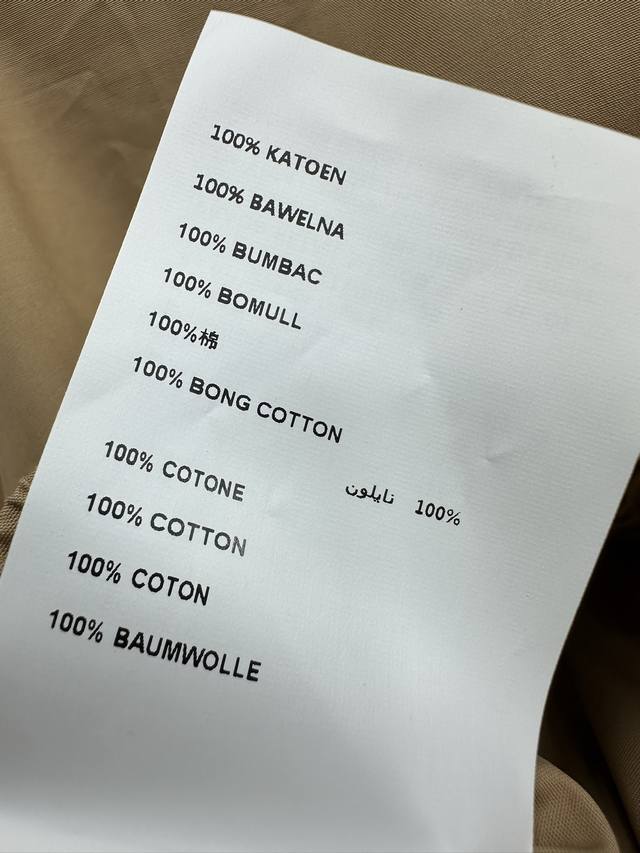 100% KATOEN
100% BAWELNA
100% BUMBAC
100% BOMULL
100%棉
100% BONG COTTON
100% نايلون
100% COTONE
100% COTTON
100% COTON
100% BAUMWOLLE